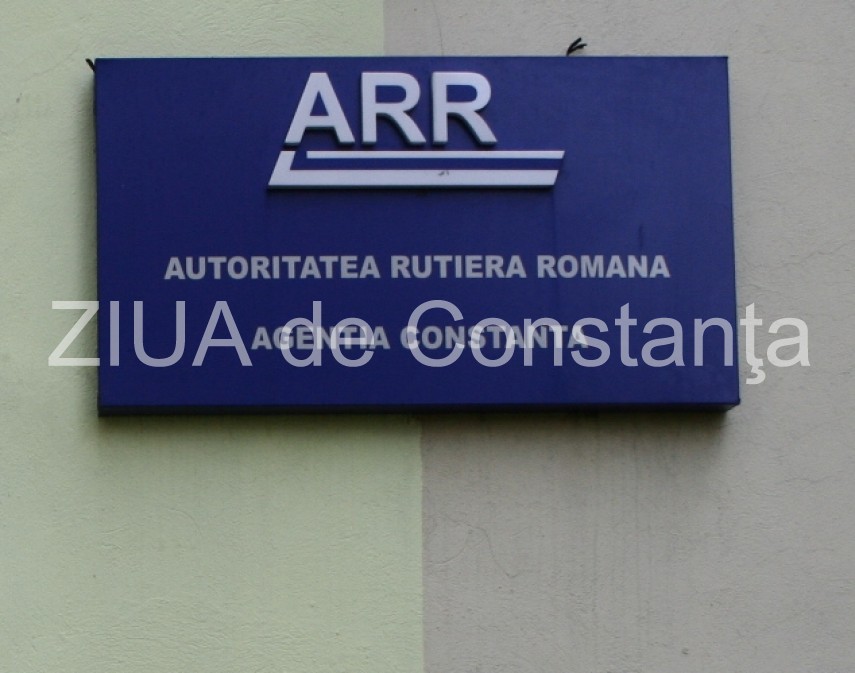 ARR
AUTORITATEA RUTIERA ROMANA
AGENTIA CONSTANTA
ZIUA de Constanţa